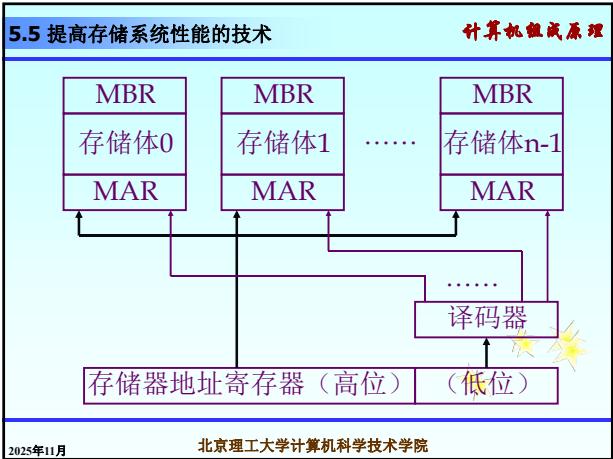 5.5 提高存储系统性能的技术
计算机组成原理
MBR MBR MBR
存储体0 存储体1 …… 存储体n-1
MAR MAR MAR
……
译码器
存储器地址寄存器（高位） （低位）
2025年11月
北京理工大学计算机科学技术学院